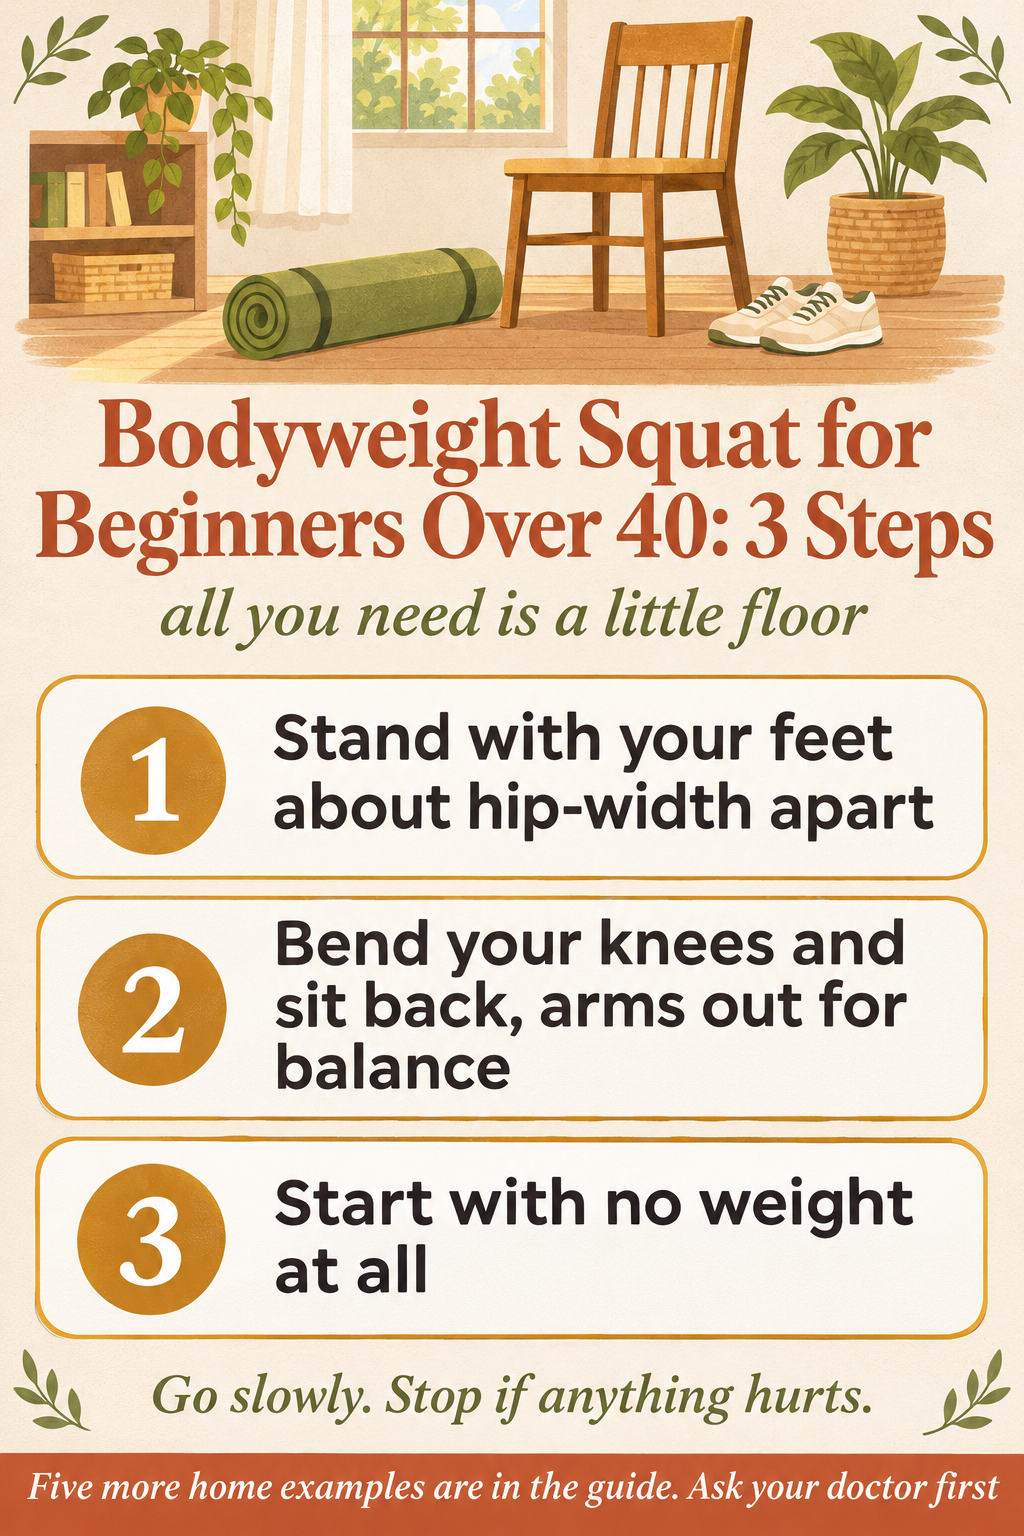 Bodyweight Squat for
Beginners Over 40: 3 Steps
all you need is a little floor
1
Stand with your feet
about hip-width apart
2
Bend your knees and
sit back, arms out for
balance
3
Start with no weight
at all
Go slowly. Stop if anything hurts.
Five more home examples are in the guide. Ask your doctor first